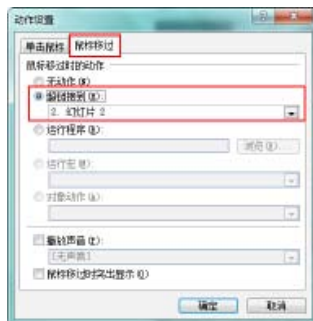 动作设置
单击鼠标 鼠标移过
鼠标移过时的动作
无动作(N)
超链接到(H):
2. 幻灯片 2
运行程序(R):
浏览(B)...
运行宏(M):
对象动作(A):
播放声音(P):
[无声音]
鼠标移过时突出显示(O)
确定 取消